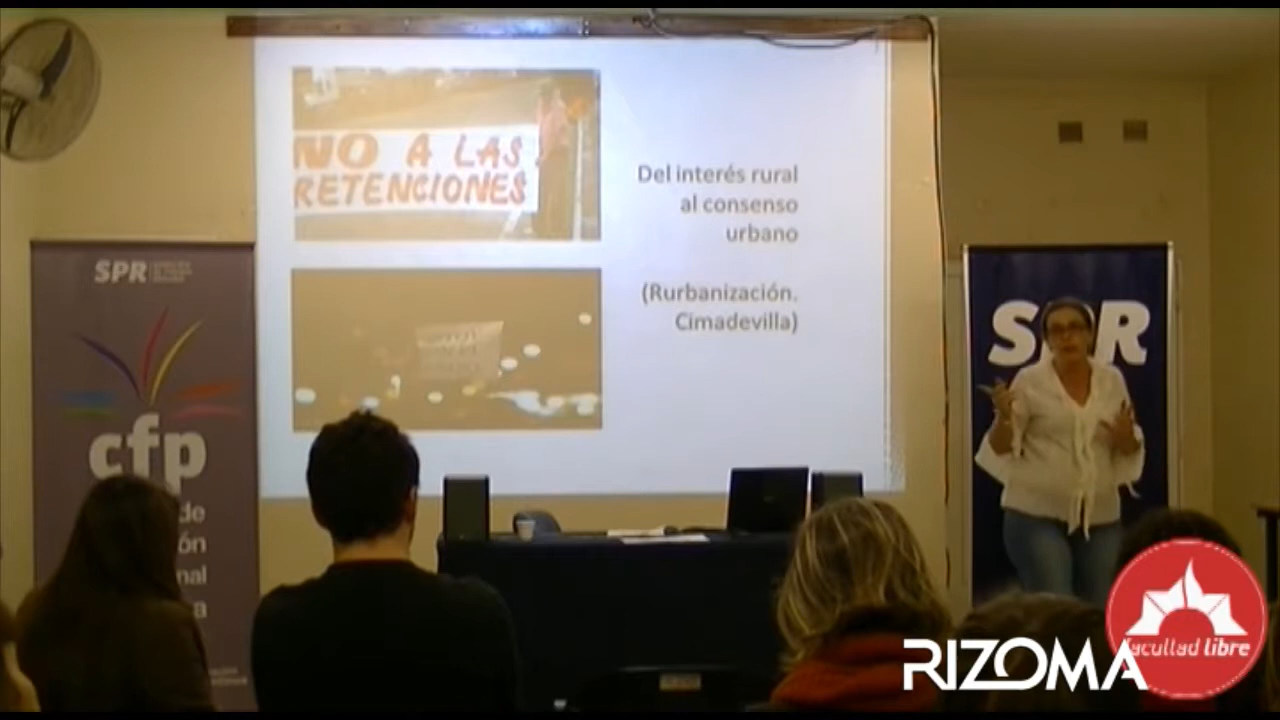 NO A LAS
RETENCIONES
Del interés rural
al consenso
urbano
(Rurbanización.
Cimadevilla)
SPR
cfp
de
ón
nal
a
SPR
facultad libre
RIZOMA